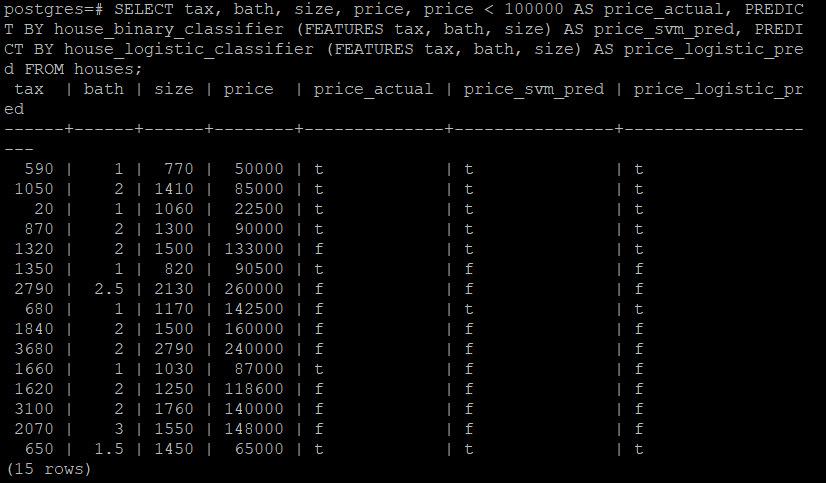 postgres=# SELECT tax, bath, size, price, price < 100000 AS price_actual, PREDIC
T BY house_binary_classifier (FEATURES tax, bath, size) AS price_svm_pred, PREDI
CT BY house_logistic_classifier (FEATURES tax, bath, size) AS price_logistic_pre
d FROM houses;
 tax  | bath | size | price  | price_actual | price_svm_pred | price_logistic_pr
ed
------+------+------+--------+--------------+----------------+------------------
---
  590 |    1 |  770 |  50000 | t            | t              | t
 1050 |    2 | 1410 |  85000 | t            | t              | t
   20 |    1 | 1060 |  22500 | t            | t              | t
  870 |    2 | 1300 |  90000 | t            | t              | t
 1320 |    2 | 1500 | 133000 | f            | t              | t
 1350 |    1 |  820 |  90500 | t            | f              | f
 2790 |  2.5 | 2130 | 260000 | f            | f              | f
  680 |    1 | 1170 | 142500 | f            | t              | t
 1840 |    2 | 1500 | 160000 | f            | f              | f
 3680 |    2 | 2790 | 240000 | f            | f              | f
 1660 |    1 | 1030 |  87000 | t            | f              | f
 1620 |    2 | 1250 | 118600 | f            | f              | f
 3100 |    2 | 1760 | 140000 | f            | f              | f
 2070 |    3 | 1550 | 148000 | f            | f              | f
  650 |  1.5 | 1450 |  65000 | t            | t              | t
(15 rows)